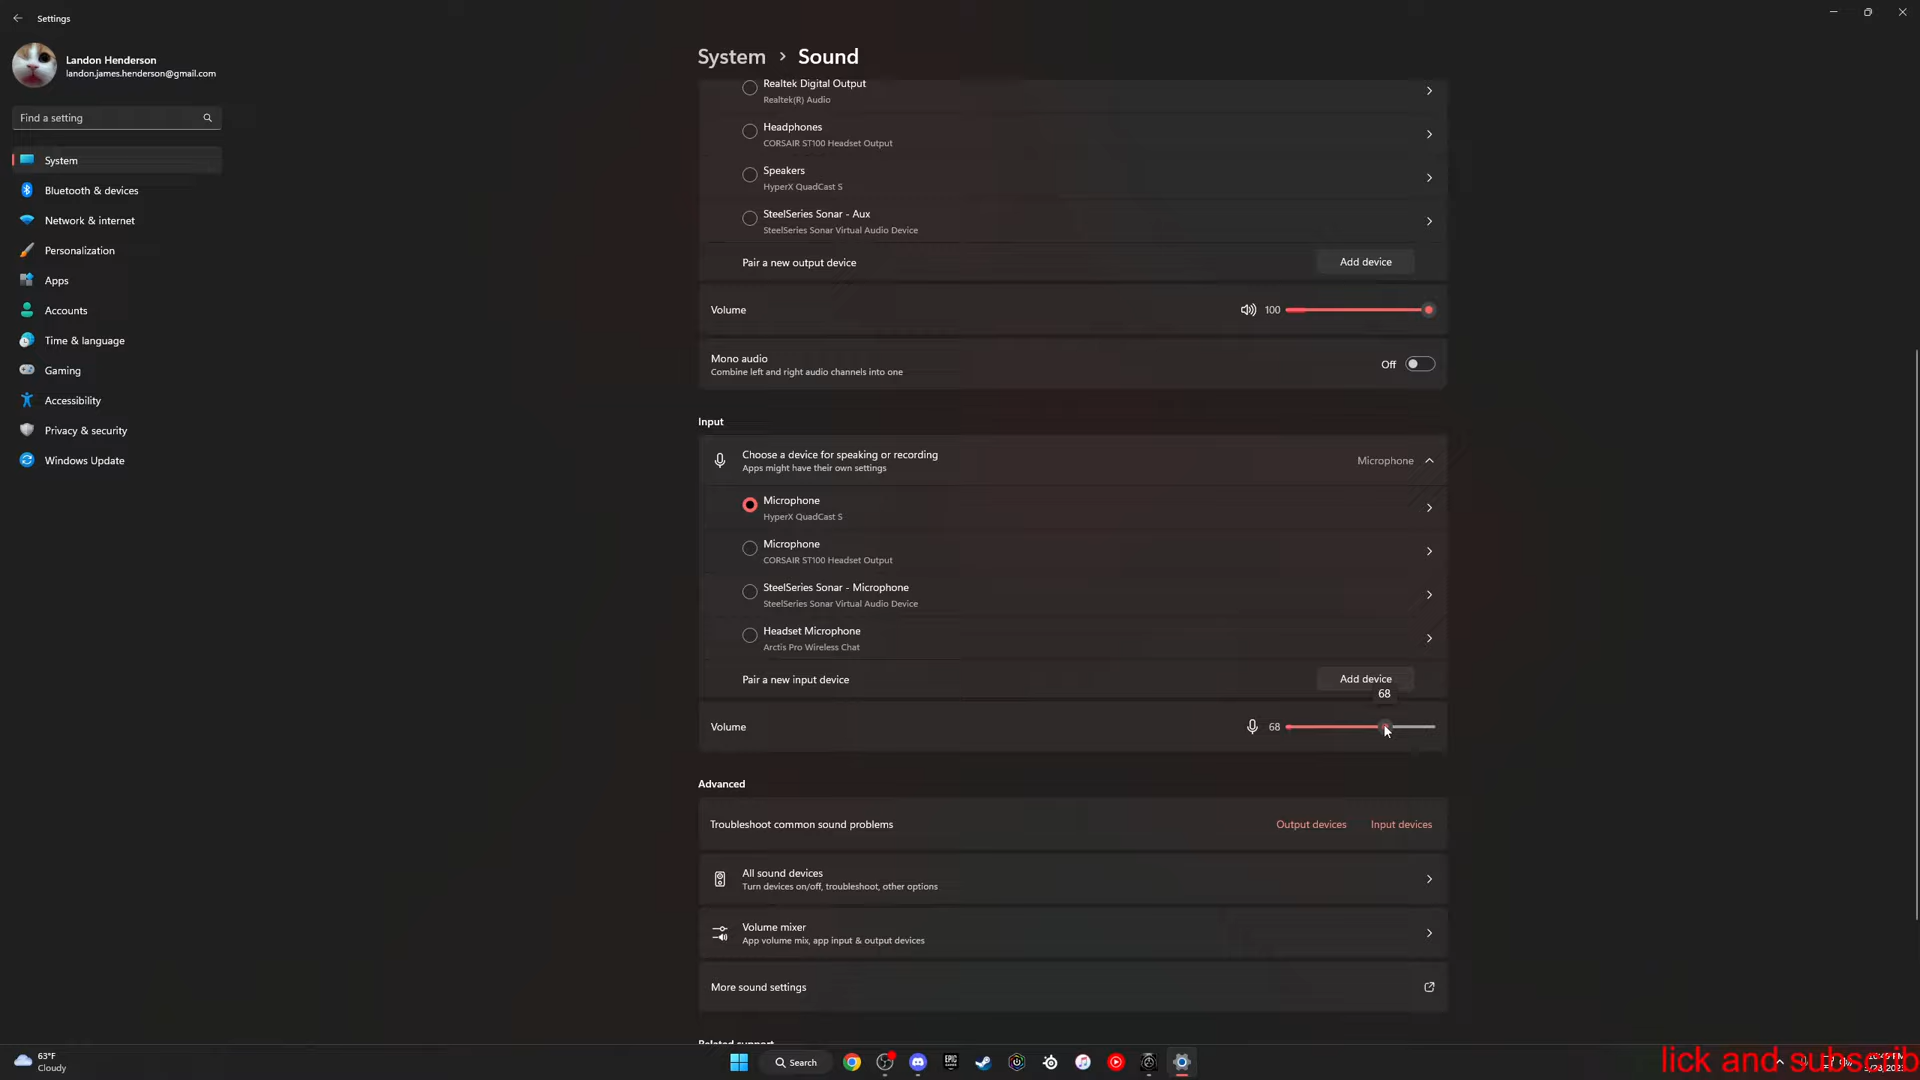 Settings
Landon Henderson
landon.james.henderson@gmail.com
Find a setting
System
Bluetooth & devices
Network & internet
Personalization
Apps
Accounts
Time & language
Gaming
Accessibility
Privacy & security
Windows Update
System > Sound
Realtek Digital Output
Realtek(R) Audio
Headphones
CORSAIR ST100 Headset Output
Speakers
HyperX QuadCast S
SteelSeries Sonar - Aux
SteelSeries Sonar Virtual Audio Device
Pair a new output device Add device
Volume 100
Mono audio
Combine left and right audio channels into one
Off
Input
Choose a device for speaking or recording
Apps might have their own settings
Microphone
Microphone
HyperX QuadCast S
Microphone
CORSAIR ST100 Headset Output
SteelSeries Sonar - Microphone
SteelSeries Sonar Virtual Audio Device
Headset Microphone
Arctis Pro Wireless Chat
Pair a new input device Add device
68
Volume 68
Advanced
Troubleshoot common sound problems Output devices Input devices
All sound devices
Turn devices on/off, troubleshoot, other options
Volume mixer
App volume mix, app input & output devices
More sound settings
Related support
63°F
Cloudy
Search
EPIC
lick and subscrib